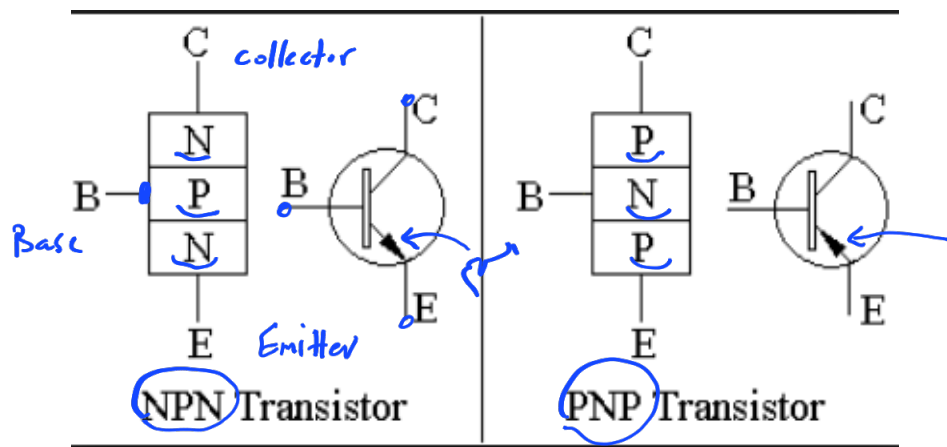 C
collector
N
P
N
B
Base
E
Emitter
C
B
E
NPN Transistor
C
P
N
P
B
E
C
B
E
PNP Transistor